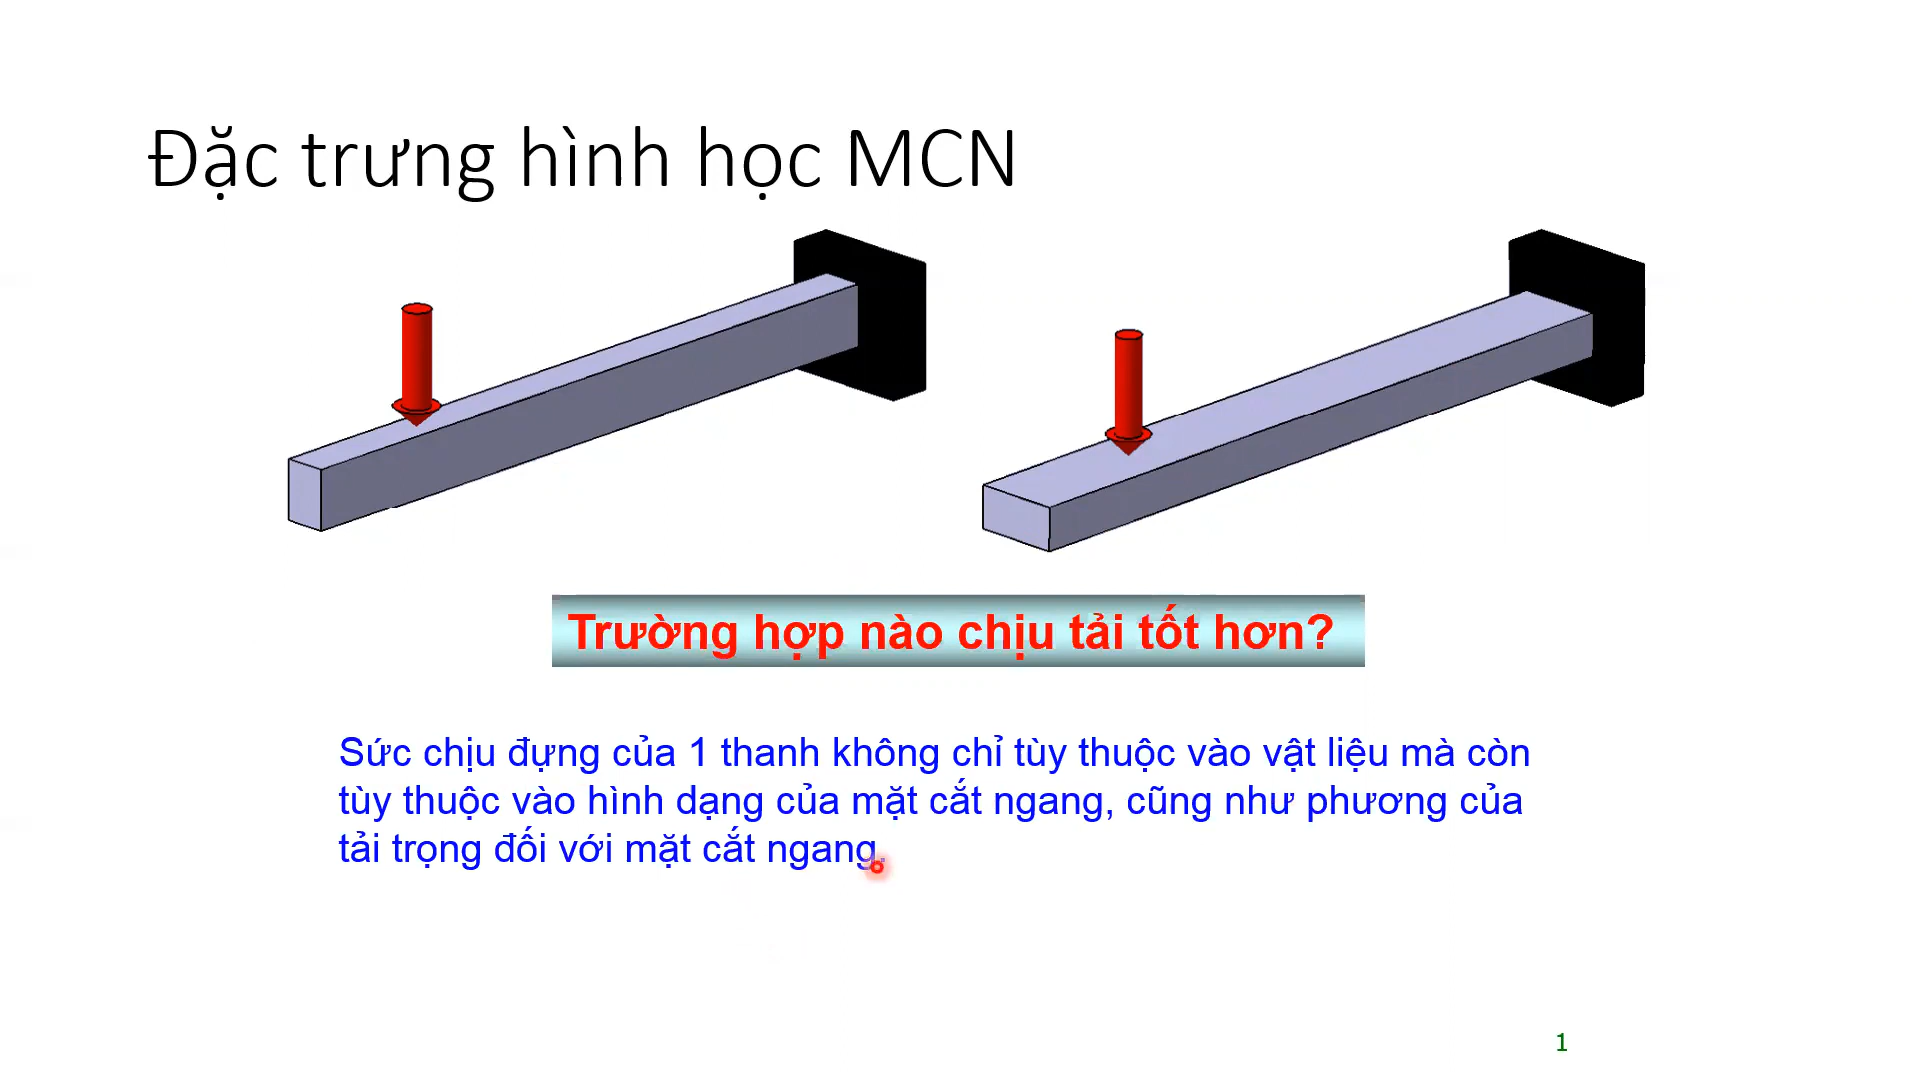 Đặc trưng hình học MCN
Trường hợp nào chịu tải tốt hơn?
Sức chịu đựng của 1 thanh không chỉ tùy thuộc vào vật liệu mà còn
tùy thuộc vào hình dạng của mặt cắt ngang, cũng như phương của
tải trọng đối với mặt cắt ngang.
1